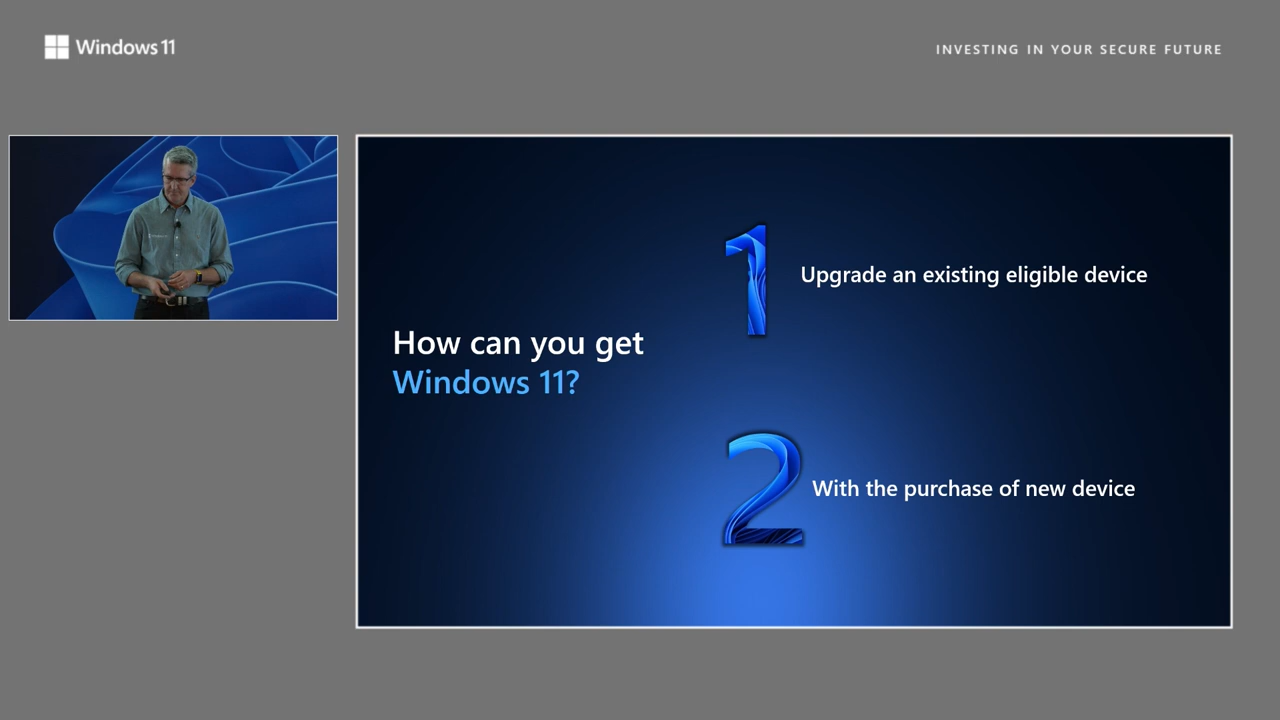 Windows 11
INVESTING IN YOUR SECURE FUTURE
How can you get
Windows 11?
1
Upgrade an existing eligible device
2
With the purchase of new device